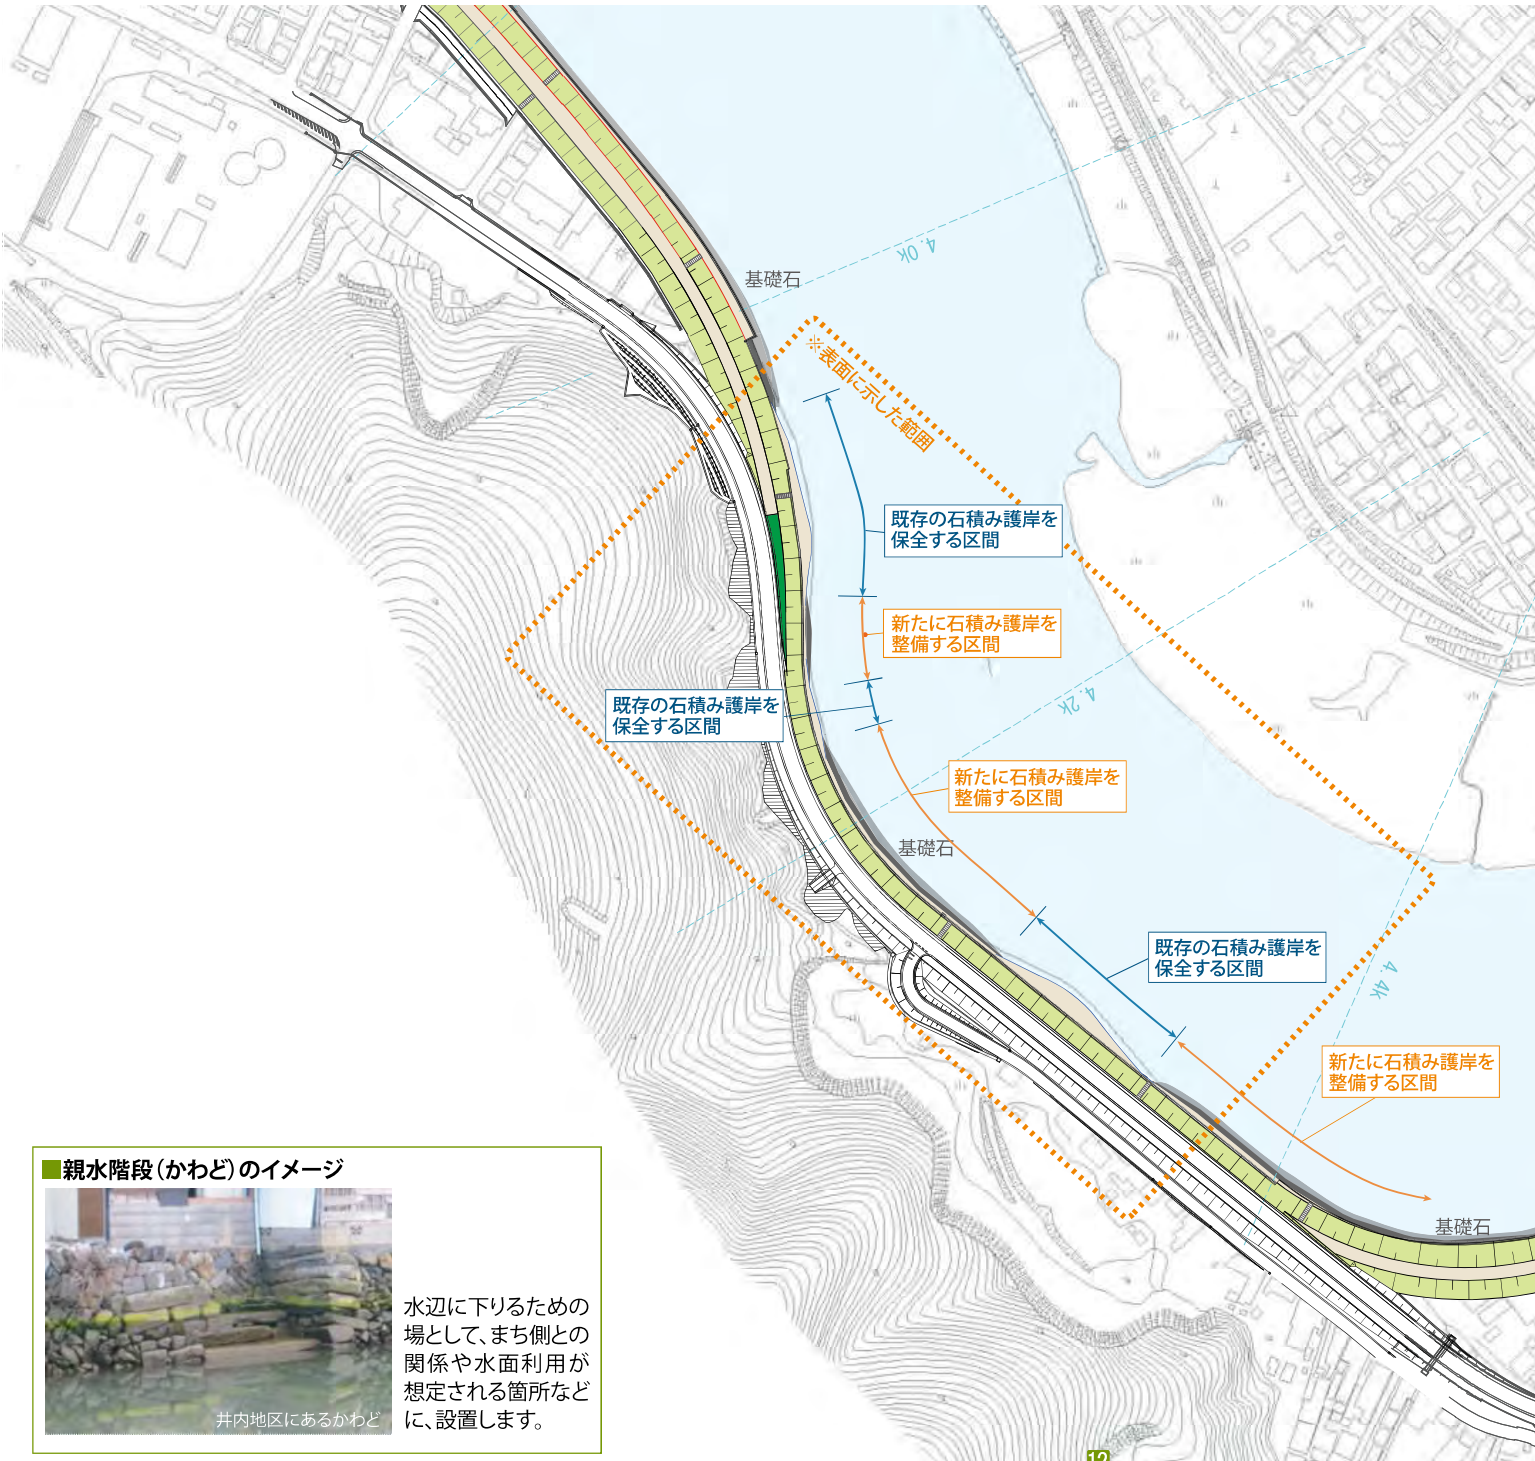 4.0k
基礎石
※表面に示した範囲
既存の石積み護岸を
保全する区間
新たに石積み護岸を
整備する区間
既存の石積み護岸を
保全する区間
4.2k
新たに石積み護岸を
整備する区間
基礎石
既存の石積み護岸を
保全する区間
4.4k
新たに石積み護岸を
整備する区間
基礎石
■親水階段(かわど)のイメージ
水辺に下りるための
場として、まち側との
関係や水面利用が
想定される箇所など
に、設置します。
井内地区にあるかわど
12